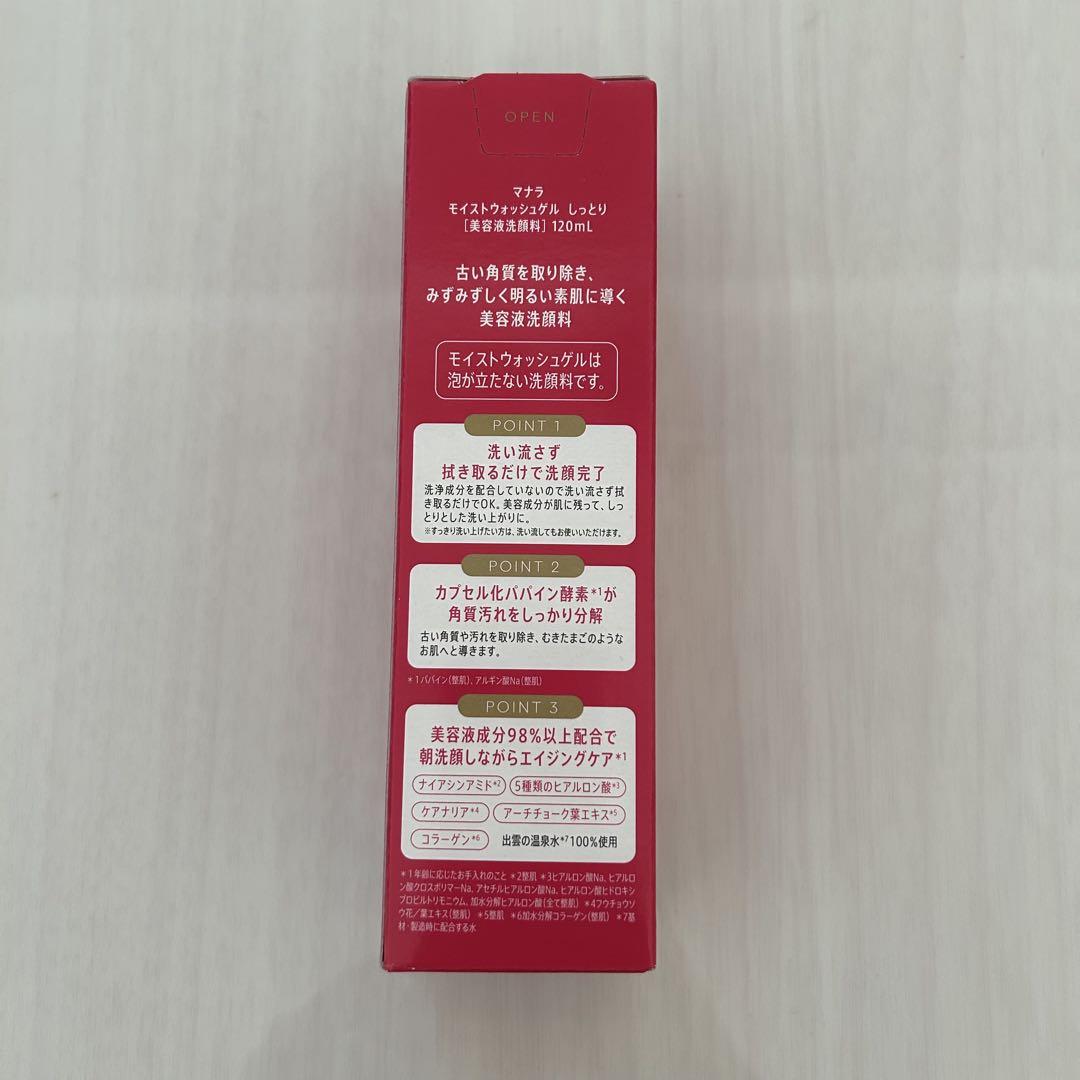 OPEN
マナラ
モイストウォッシュゲル しっとり
[美容液洗顔料] 120mL
古い角質を取り除き、
みずみずしく明るい素肌に導く
美容液洗顔料
モイストウォッシュゲルは
泡が立たない洗顔料です。
POINT 1
洗い流さず
拭き取るだけで洗顔完了
洗浄成分を配合していないので洗い流さず拭
き取るだけでOK。美容成分が肌に残って、しっ
とりとした洗い上がりに。
※すっきり洗い上げたい方は、洗い流してもお使いいただけます。
POINT 2
カプセル化パパイン酵素*1が
角質汚れをしっかり分解
古い角質や汚れを取り除き、むきたまごのような
お肌へと導きます。
*1パパイン(整肌)、アルギン酸Na(整肌)
POINT 3
美容液成分98%以上配合で
朝洗顔しながらエイジングケア*1
ナイアシンアミド*2 5種類のヒアルロン酸*3
ケアナリア*4 アーチチョーク葉エキス*5
コラーゲン*6 出雲の温泉水*7100%使用
*1年齢に応じたお手入れのこと *2整肌 *3ヒアルロン酸Na、ヒアルロ
ン酸クロスポリマーNa、アセチルヒアルロン酸Na、ヒアルロン酸ヒドロキシ
プロピルトリモニウム、加水分解ヒアルロン酸(全て整肌) *4フウチョウソ
ウ花/葉エキス(整肌) *5整肌 *6加水分解コラーゲン(整肌) *7基
材・製造時に配合する水